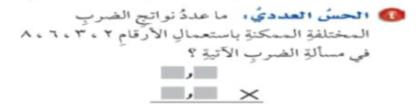 ٤ الحسُّ العدديُّ: ما عددُ نواتجِ الضربِ
المختلفةِ الممكنةِ باستعمالِ الأرقامِ ٢، ٣، ٦، ٨
في مسألةِ الضربِ الآتيةِ ؟
,
× ,